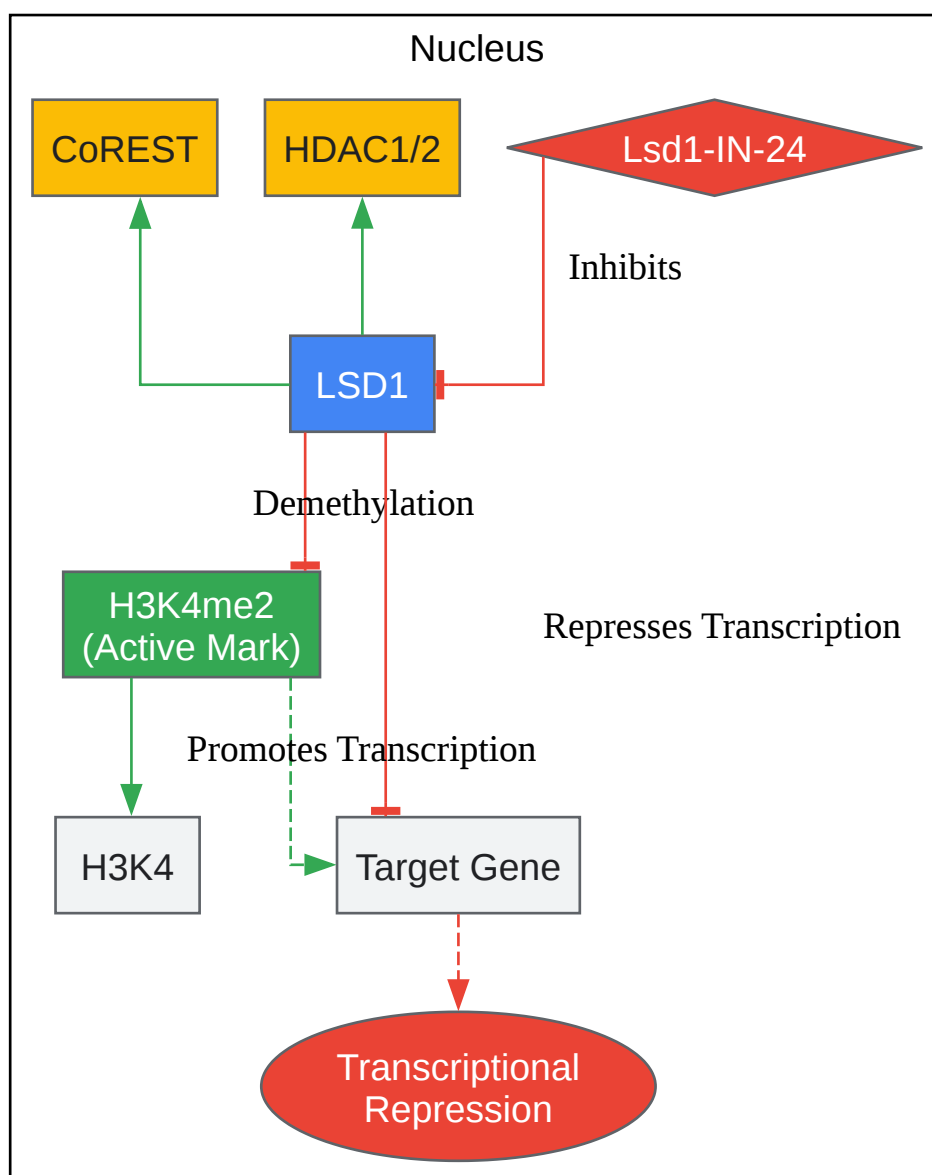 Nucleus
CoREST
HDAC1/2
Lsd1-IN-24
Inhibits
LSD1
Demethylation
H3K4me2
(Active Mark)
Represses Transcription
Promotes Transcription
H3K4
Target Gene
Transcriptional
Repression